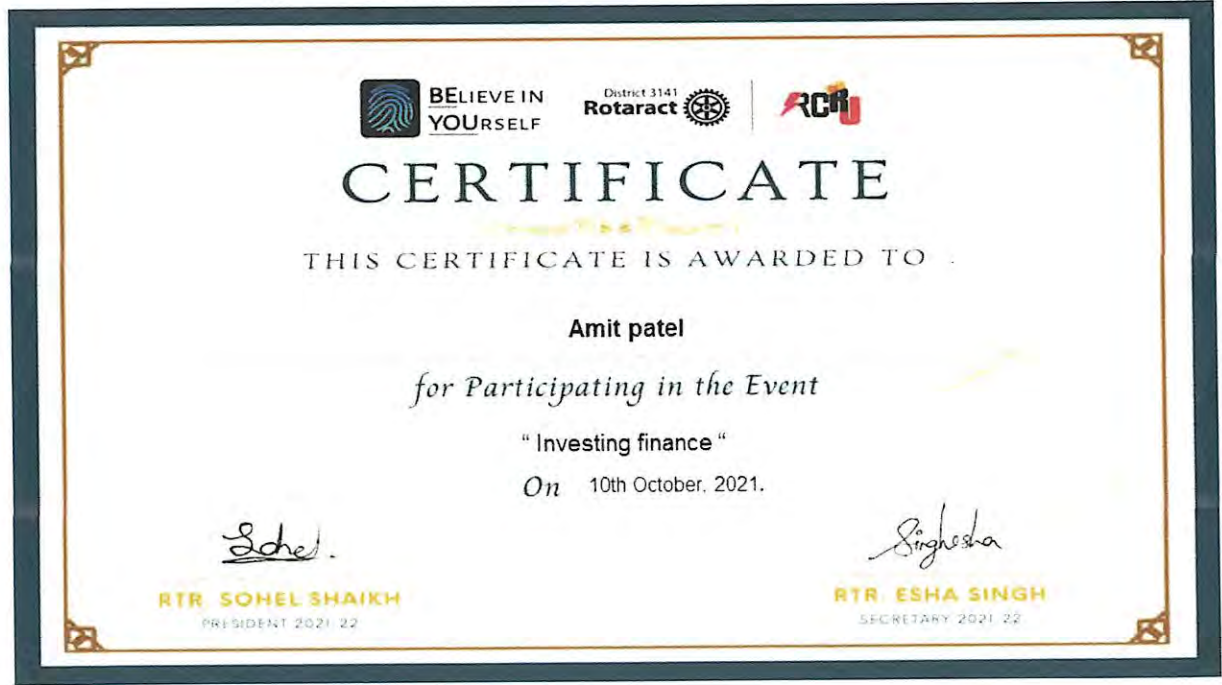 BELIEVE IN
YOURSELF
District 3141
Rotaract
RCRU
CERTIFICATE
THIS CERTIFICATE IS AWARDED TO
Amit patel
for Participating in the Event
“ Investing finance “
On 10th October, 2021.
Sohel.
Singhesha
RTR. SOHEL SHAIKH
RTR. ESHA SINGH
PRESIDENT 2021-22
SECRETARY 2021-22